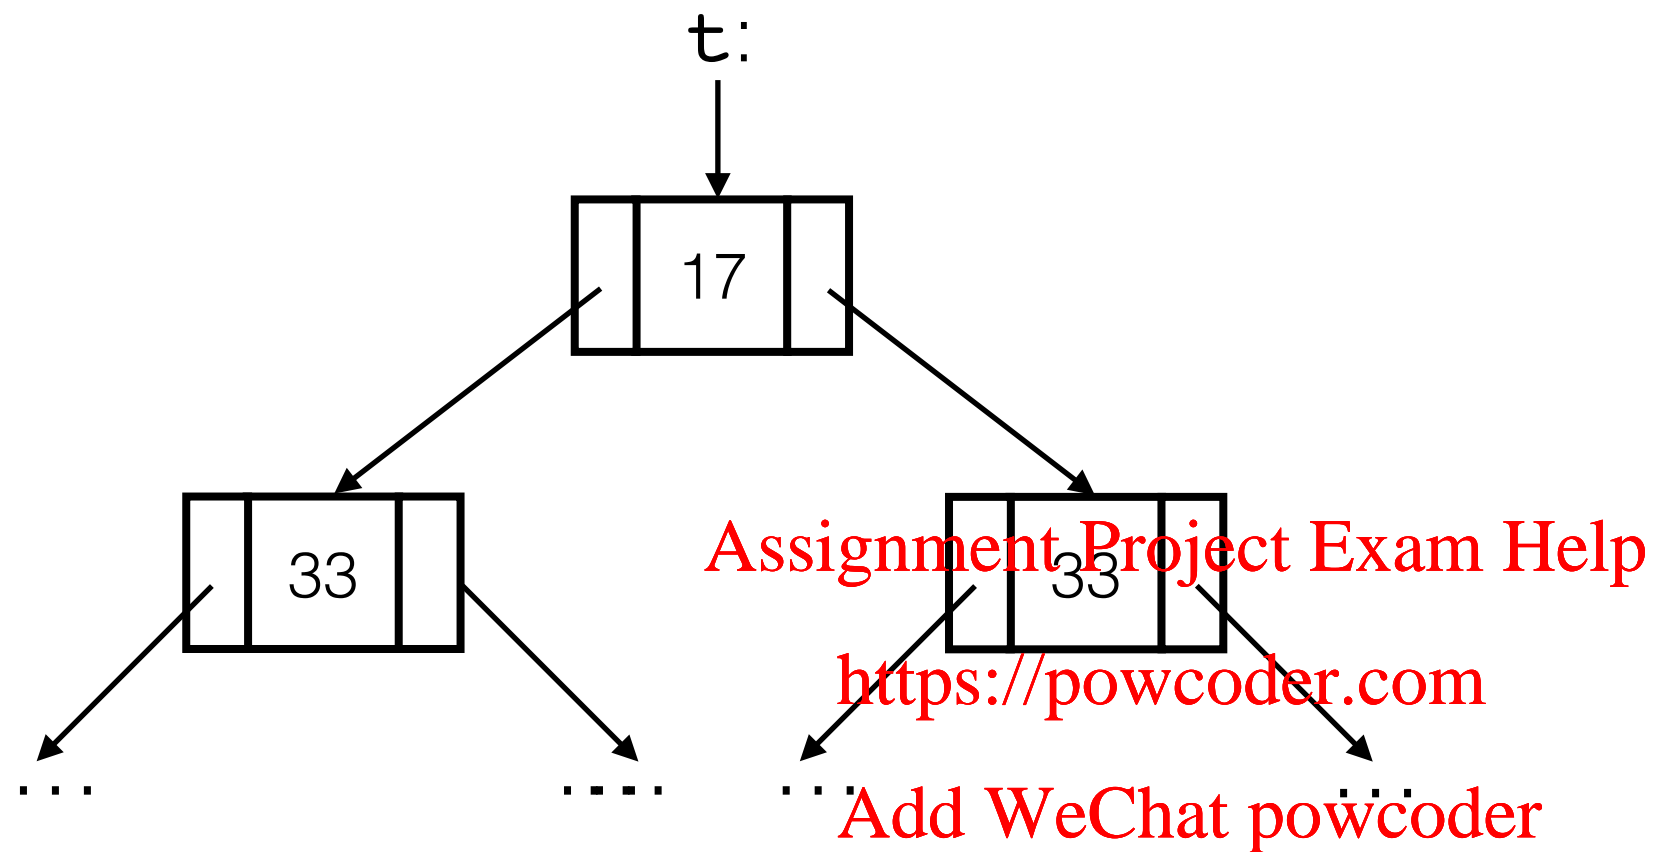 t:
17
33 33
Assignment Project Exam Help
https://powcoder.com
... ... ... ...
Add WeChat powcoder